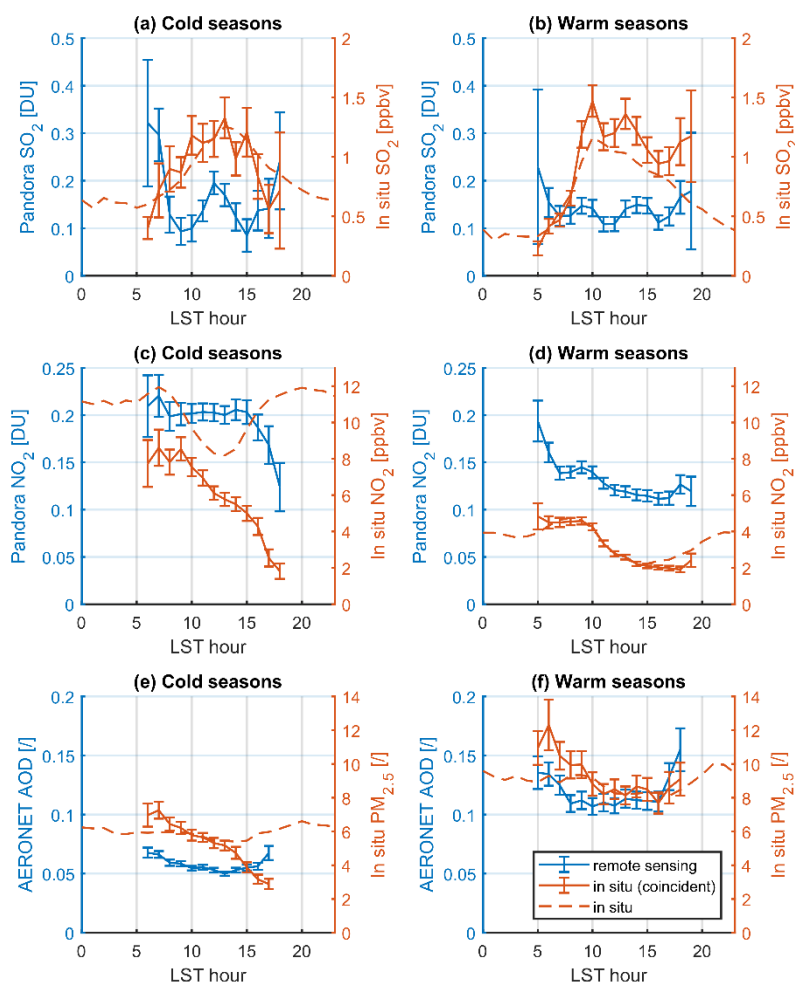 (a) Cold seasons
(b) Warm seasons
0.5
0.4
0.3
0.2
0.1
0
Pandora SO2 [DU]
2
1.5
1
0.5
0
In situ SO2 [ppbv]
0 5 10 15 20
LST hour
0.5
0.4
0.3
0.2
0.1
0
Pandora SO2 [DU]
2
1.5
1
0.5
0
In situ SO2 [ppbv]
0 5 10 15 20
LST hour
(c) Cold seasons
(d) Warm seasons
0.25
0.2
0.15
0.1
0.05
0
Pandora NO2 [DU]
12
10
8
6
4
2
0
In situ NO2 [ppbv]
0 5 10 15 20
LST hour
0.25
0.2
0.15
0.1
0.05
0
Pandora NO2 [DU]
12
10
8
6
4
2
0
In situ NO2 [ppbv]
0 5 10 15 20
LST hour
(e) Cold seasons
(f) Warm seasons
0.2
0.15
0.1
0.05
0
AERONET AOD [/]
14
12
10
8
6
4
2
0
In situ PM2.5 [/]
0 5 10 15 20
LST hour
0.2
0.15
0.1
0.05
0
AERONET AOD [/]
14
12
10
8
6
4
2
0
In situ PM2.5 [/]
remote sensing
in situ (coincident)
in situ
0 5 10 15 20
LST hour